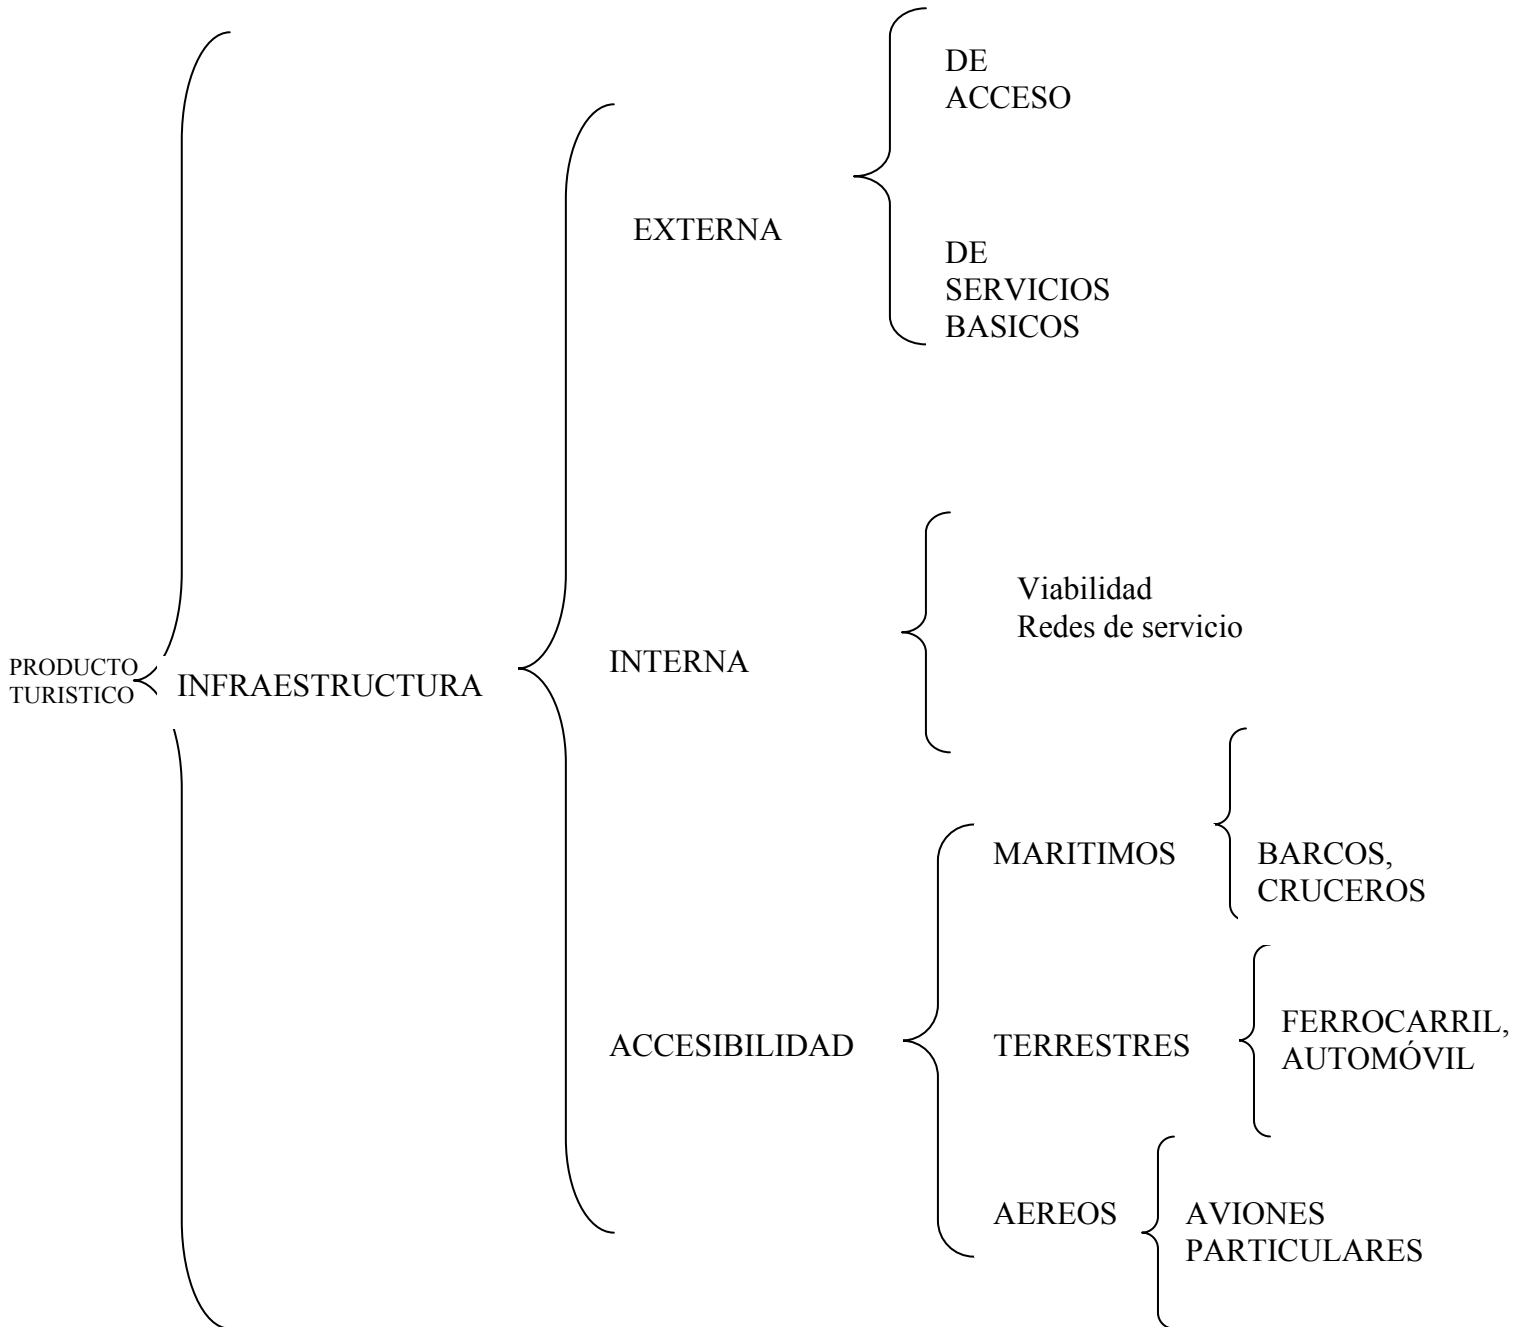 PRODUCTO
TURISTICO
INFRAESTRUCTURA
EXTERNA
DE
ACCESO
DE
SERVICIOS
BASICOS
INTERNA
Viabilidad
Redes de servicio
ACCESIBILIDAD
MARITIMOS
BARCOS,
CRUCEROS
TERRESTRES
FERROCARRIL,
AUTOMÓVIL
AEREOS
AVIONES
PARTICULARES